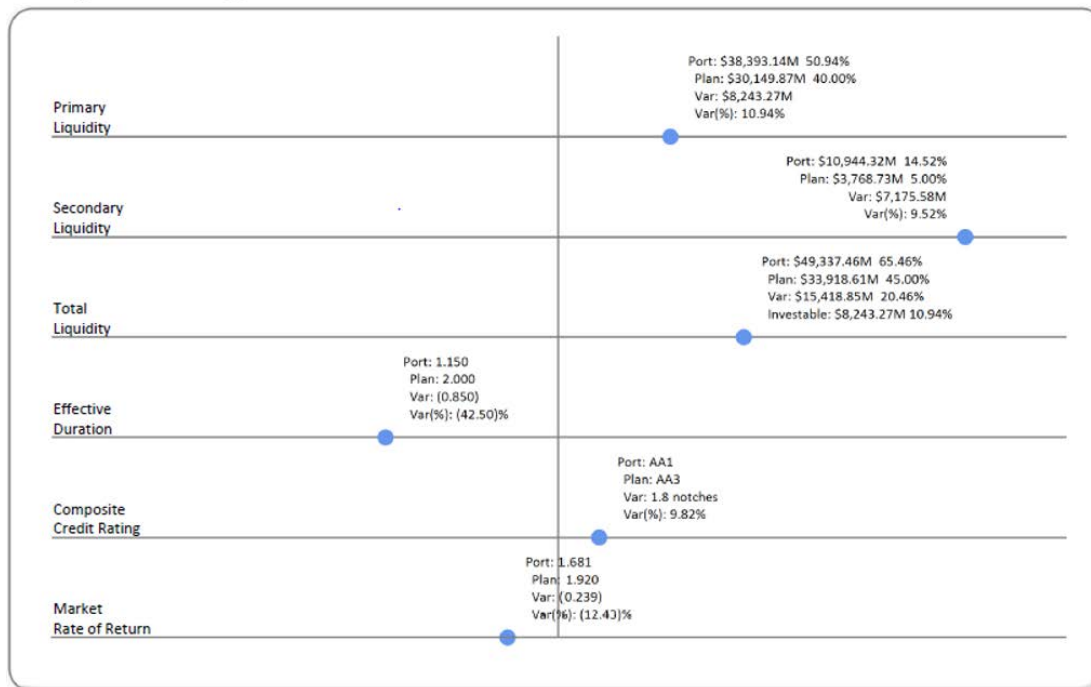 Port: $38,393.14M 50.94%
Plan: $30,149.87M 40.00%
Var: $8,243.27M
Var(%): 10.94%
Primary
Liquidity
Port: $10,944.32M 14.52%
Plan: $3,768.73M 5.00%
Var: $7,175.58M
Var(%): 9.52%
Secondary
Liquidity
Port: $49,337.46M 65.46%
Plan: $33,918.61M 45.00%
Var: $15,418.85M 20.46%
Investable: $8,243.27M 10.94%
Total
Liquidity
Port: 1.150
Plan: 2.000
Var: (0.850)
Var(%): (42.50)%
Effective
Duration
Port: AA1
Plan: AA3
Var: 1.8 notches
Var(%): 9.82%
Composite
Credit Rating
Port: 1.681
Plan: 1.920
Var: (0.239)
Var(%): (12.43)%
Market
Rate of Return